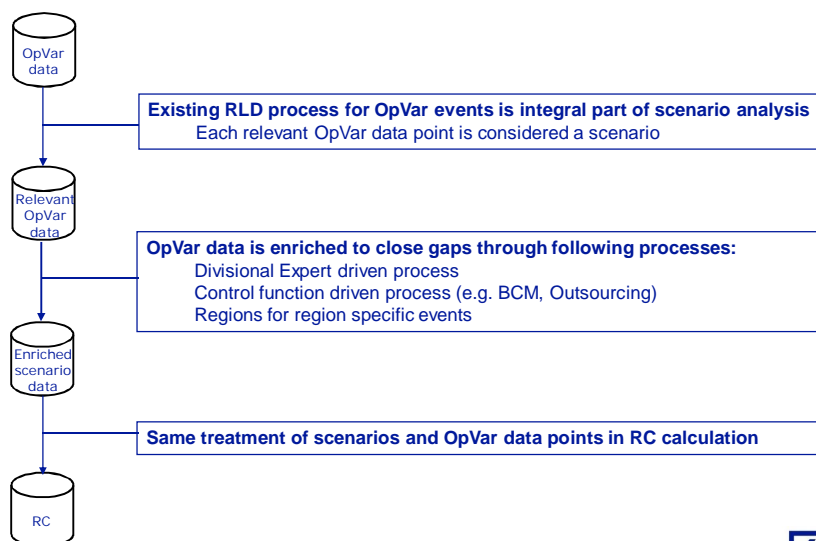 OpVar
data
Existing RLD process for OpVar events is integral part of scenario analysis
Each relevant OpVar data point is considered a scenario
Relevant
OpVar
data
OpVar data is enriched to close gaps through following processes:
Divisional Expert driven process
Control function driven process (e.g. BCM, Outsourcing)
Regions for region specific events
Enriched
scenario
data
Same treatment of scenarios and OpVar data points in RC calculation
RC